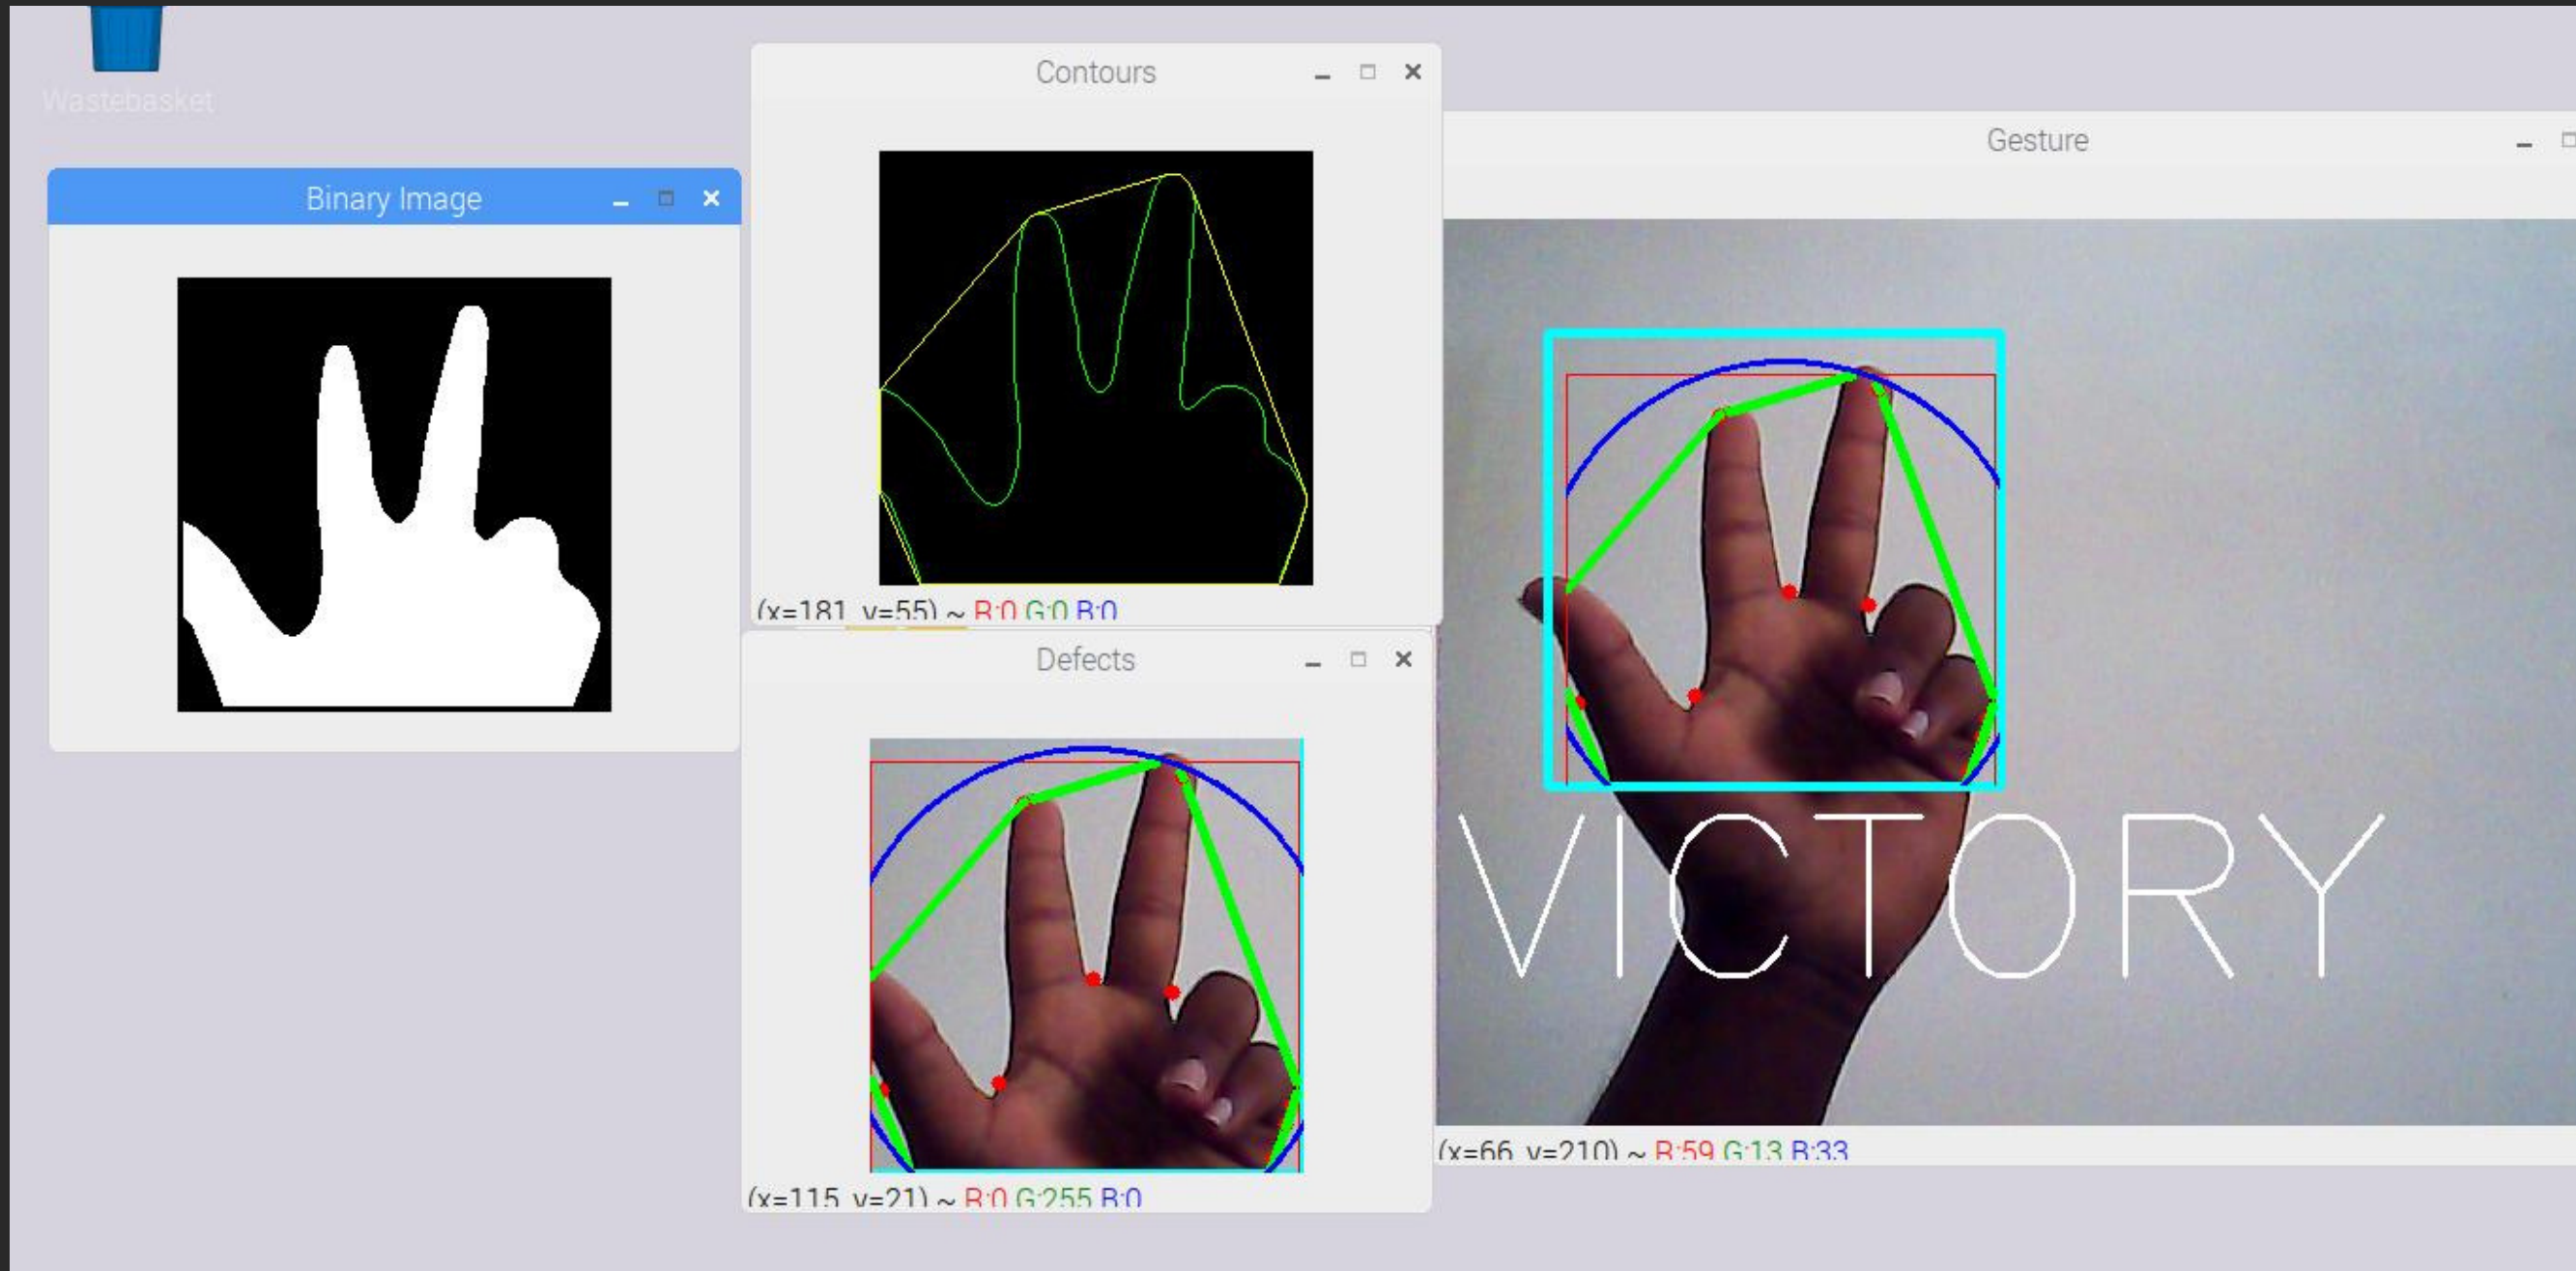 Wastebasket
Binary Image
Contours
(x=181, y=55) ~ R:0 G:0 B:0
Defects
(x=115, y=21) ~ R:0 G:255 B:0
Gesture
VICTORY
(x=66, y=210) ~ R:59 G:13 B:33